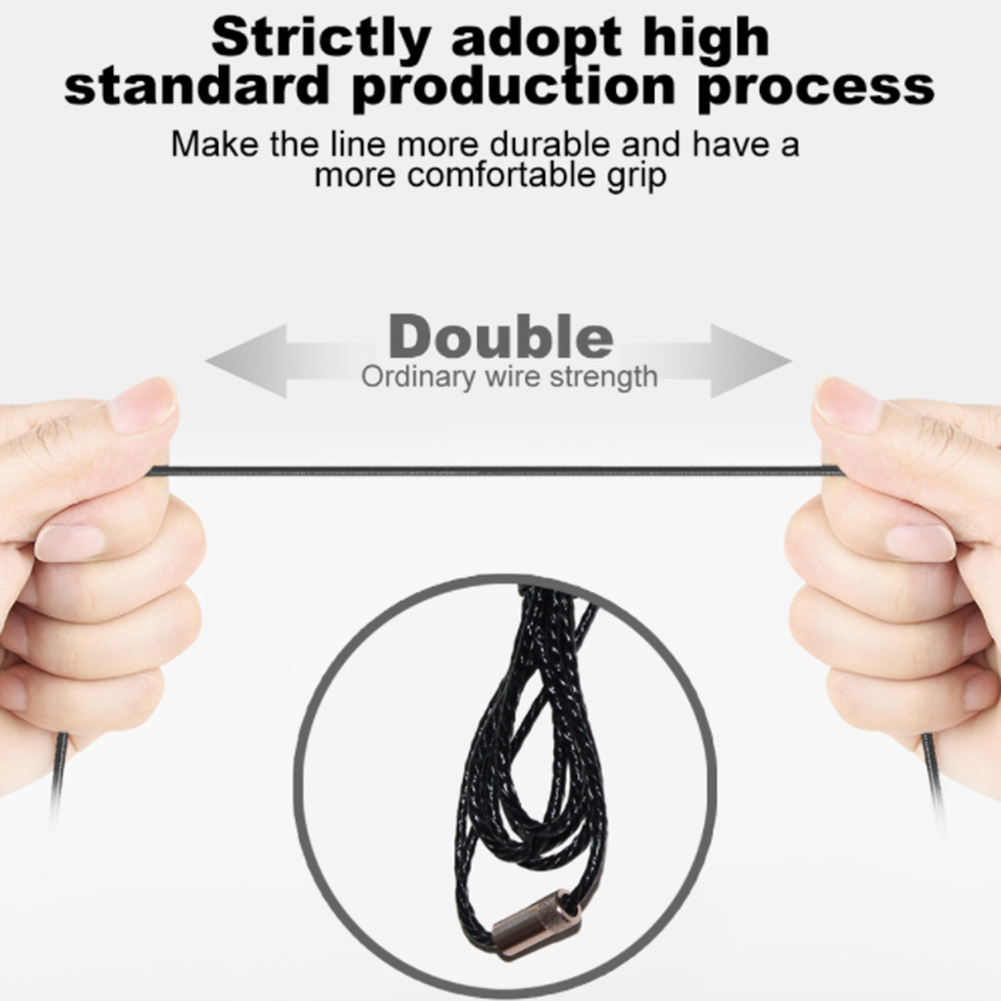 Strictly adopt high
standard production process
Make the line more durable and have a
more comfortable grip
Double
Ordinary wire strength